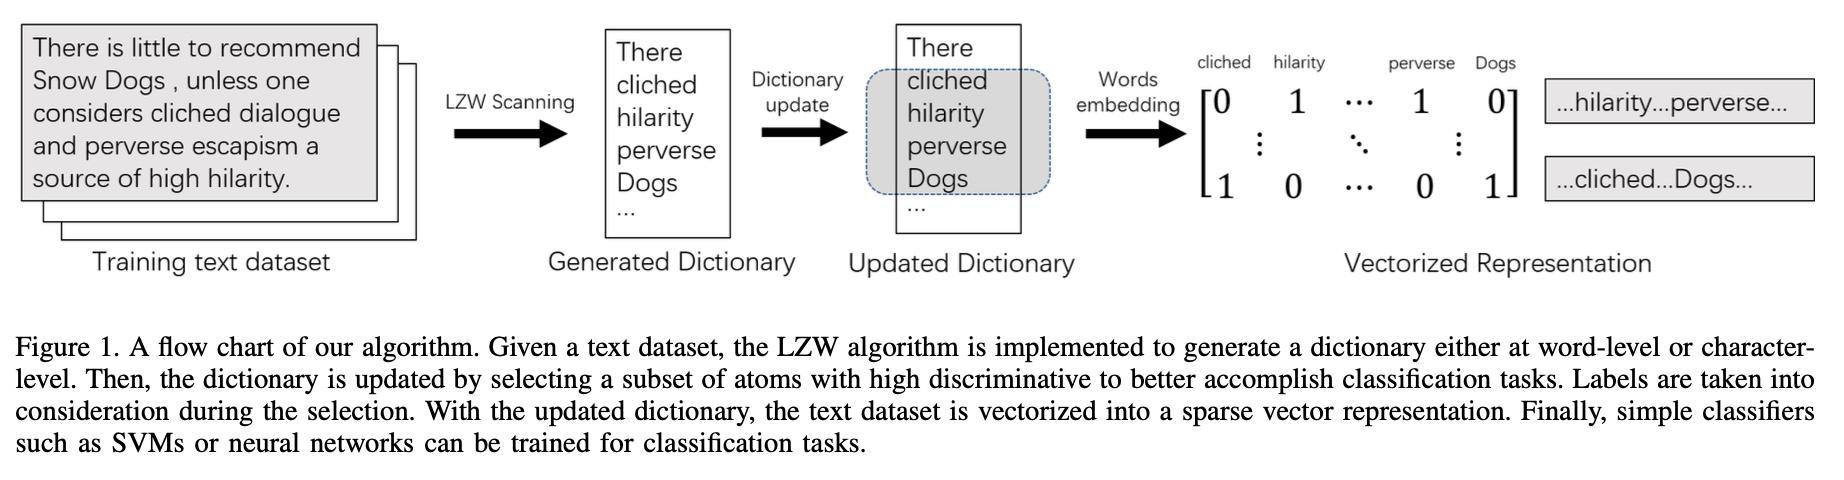 There is little to recommend
Snow Dogs , unless one
considers cliched dialogue
and perverse escapism a
source of high hilarity.
Training text dataset
LZW Scanning
There
cliched
hilarity
perverse
Dogs
...
Generated Dictionary
Dictionary
update
There
cliched
hilarity
perverse
Dogs
...
Updated Dictionary
Words
embedding
cliched hilarity perverse Dogs
0 1 ⋯ 1 0
⋮ ⋱ ⋮
1 0 ⋯ 0 1
...hilarity...perverse...
...cliched...Dogs...
Vectorized Representation
Figure 1. A flow chart of our algorithm. Given a text dataset, the LZW algorithm is implemented to generate a dictionary either at word-level or character-
level. Then, the dictionary is updated by selecting a subset of atoms with high discriminative to better accomplish classification tasks. Labels are taken into
consideration during the selection. With the updated dictionary, the text dataset is vectorized into a sparse vector representation. Finally, simple classifiers
such as SVMs or neural networks can be trained for classification tasks.